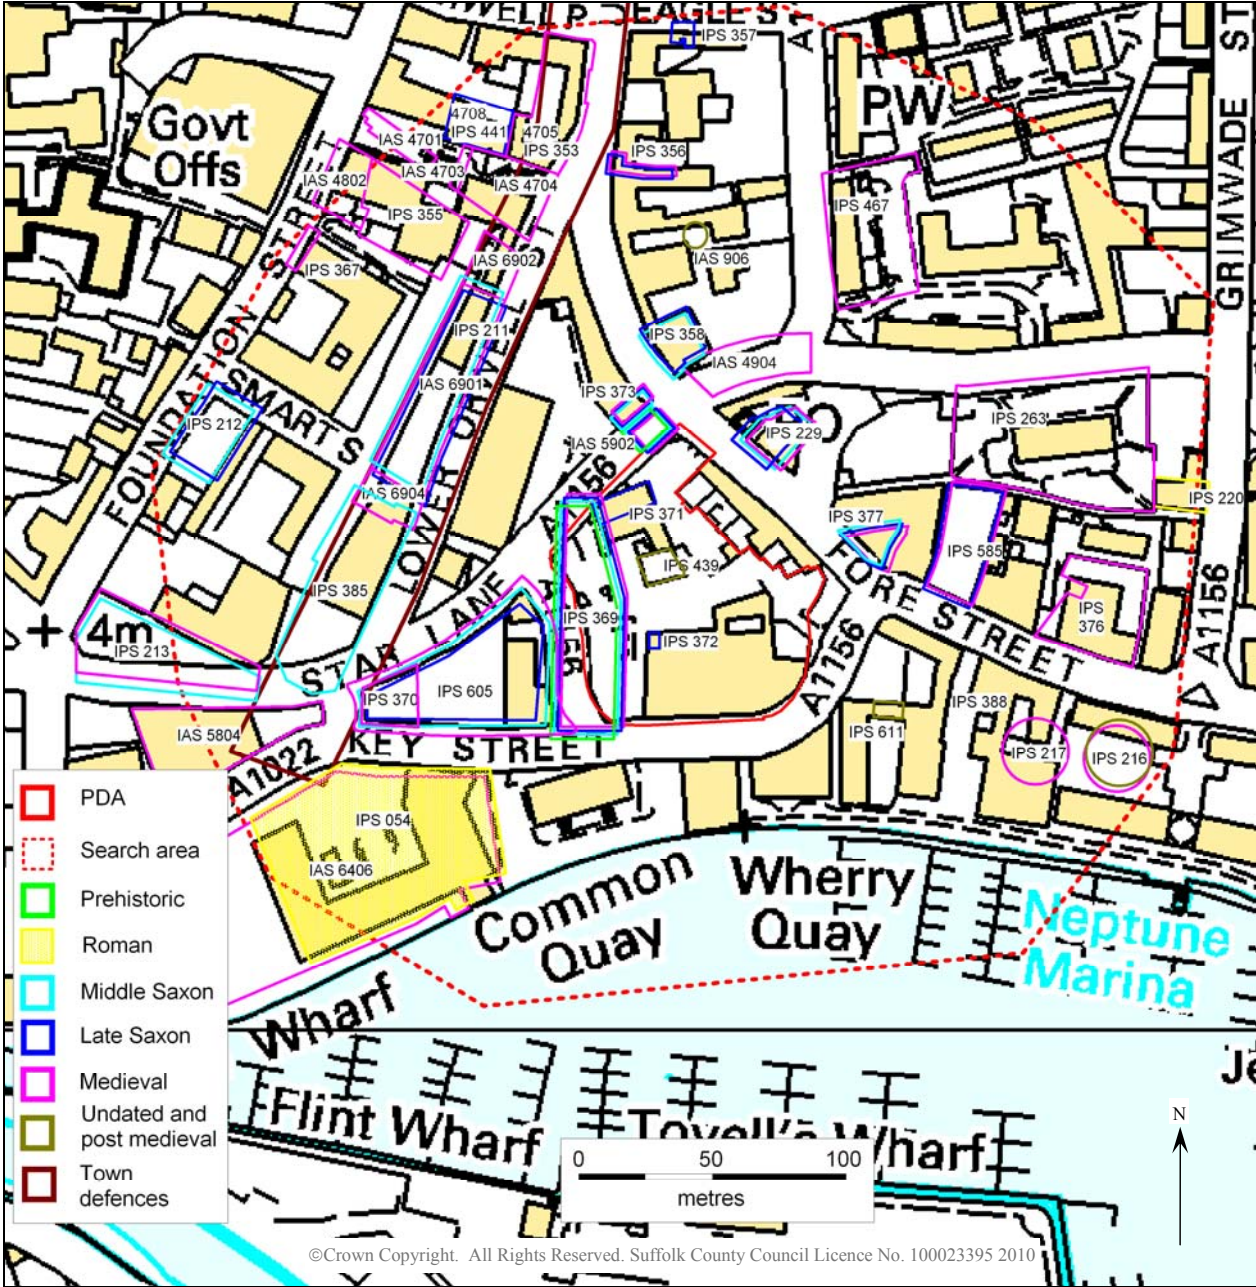 EAGLE S
IPS 357
GRIMWADE ST
PW
Govt
Offs
4708
IPS 441
4705
IPS 353
IAS 4701
IAS 4703
IAS 4704
IPS 356
IAS 4802
IPS 355
IPS 467
IAS 6902
IAS 906
IPS 367
FOUNDATION STREET
IPS 211
IPS 358
IAS 4904
SMART S
IAS 6901
IPS 373
IPS 212
IPS 263
IPS 229
IAS 5902
IAS 6904
LOWER ORWELL ST
IPS 220
A1156
IPS 371
IPS 377
IPS 585
IPS 439
FORE STREET
IPS 385
IPS 369
IPS
376
A1156
4m
IPS 213
STAR LANE
IPS 372
A1156
IPS 370
IPS 605
IPS 388
IAS 5804
KEY STREET
IPS 611
IPS 217
IPS 216
A1022
IPS 054
IAS 6406
Common
Quay
Wherry
Quay
Neptune
Marina
Wharf
Flint Wharf
Tovell's Wharf
Je
PDA
Search area
Prehistoric
Roman
Middle Saxon
Late Saxon
Medieval
Undated and
post medieval
Town
defences
0 50 100
metres
N
©Crown Copyright. All Rights Reserved. Suffolk County Council Licence No. 100023395 2010